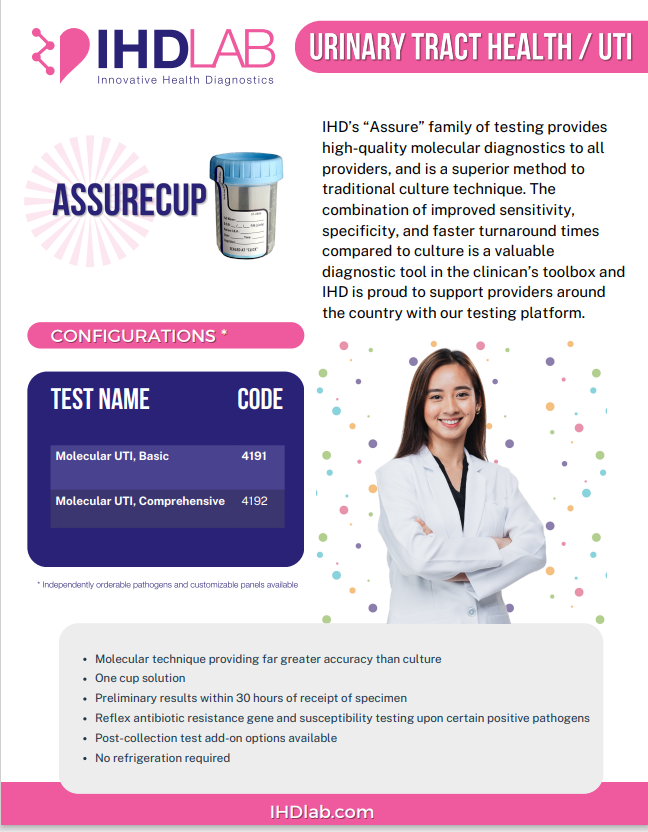 IHDLAB
Innovative Health Diagnostics
URINARY TRACT HEALTH / UTI
ASSURECUP
IHD’s “Assure” family of testing provides
high-quality molecular diagnostics to all
providers, and is a superior method to
traditional culture technique. The
combination of improved sensitivity,
specificity, and faster turnaround times
compared to culture is a valuable
diagnostic tool in the clinican’s toolbox and
IHD is proud to support providers around
the country with our testing platform.
CONFIGURATIONS *
TEST NAME CODE
Molecular UTI, Basic 4191
Molecular UTI, Comprehensive 4192
* Independently orderable pathogens and customizable panels available
• Molecular technique providing far greater accuracy than culture
• One cup solution
• Preliminary results within 30 hours of receipt of specimen
• Reflex antibiotic resistance gene and susceptibility testing upon certain positive pathogens
• Post-collection test add-on options available
• No refrigeration required
IHDlab.com